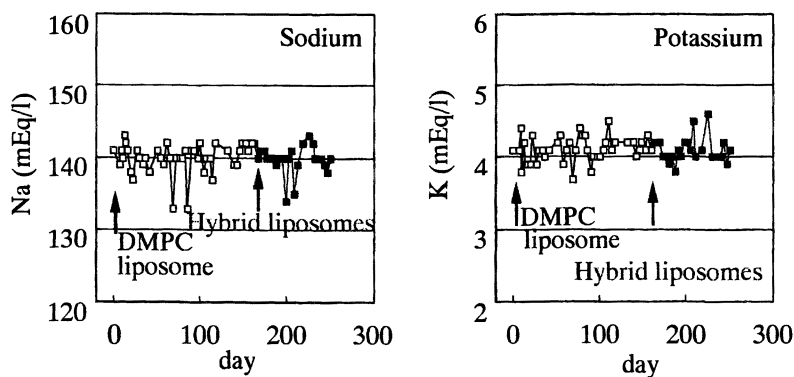 Sodium
Na (mEq/l)
160
150
140
130
120
DMPC
liposome
Hybrid liposomes
0
100
200
300
day
Potassium
K (mEq/l)
6
5
4
3
2
DMPC
liposome
Hybrid liposomes
0
100
200
300
day